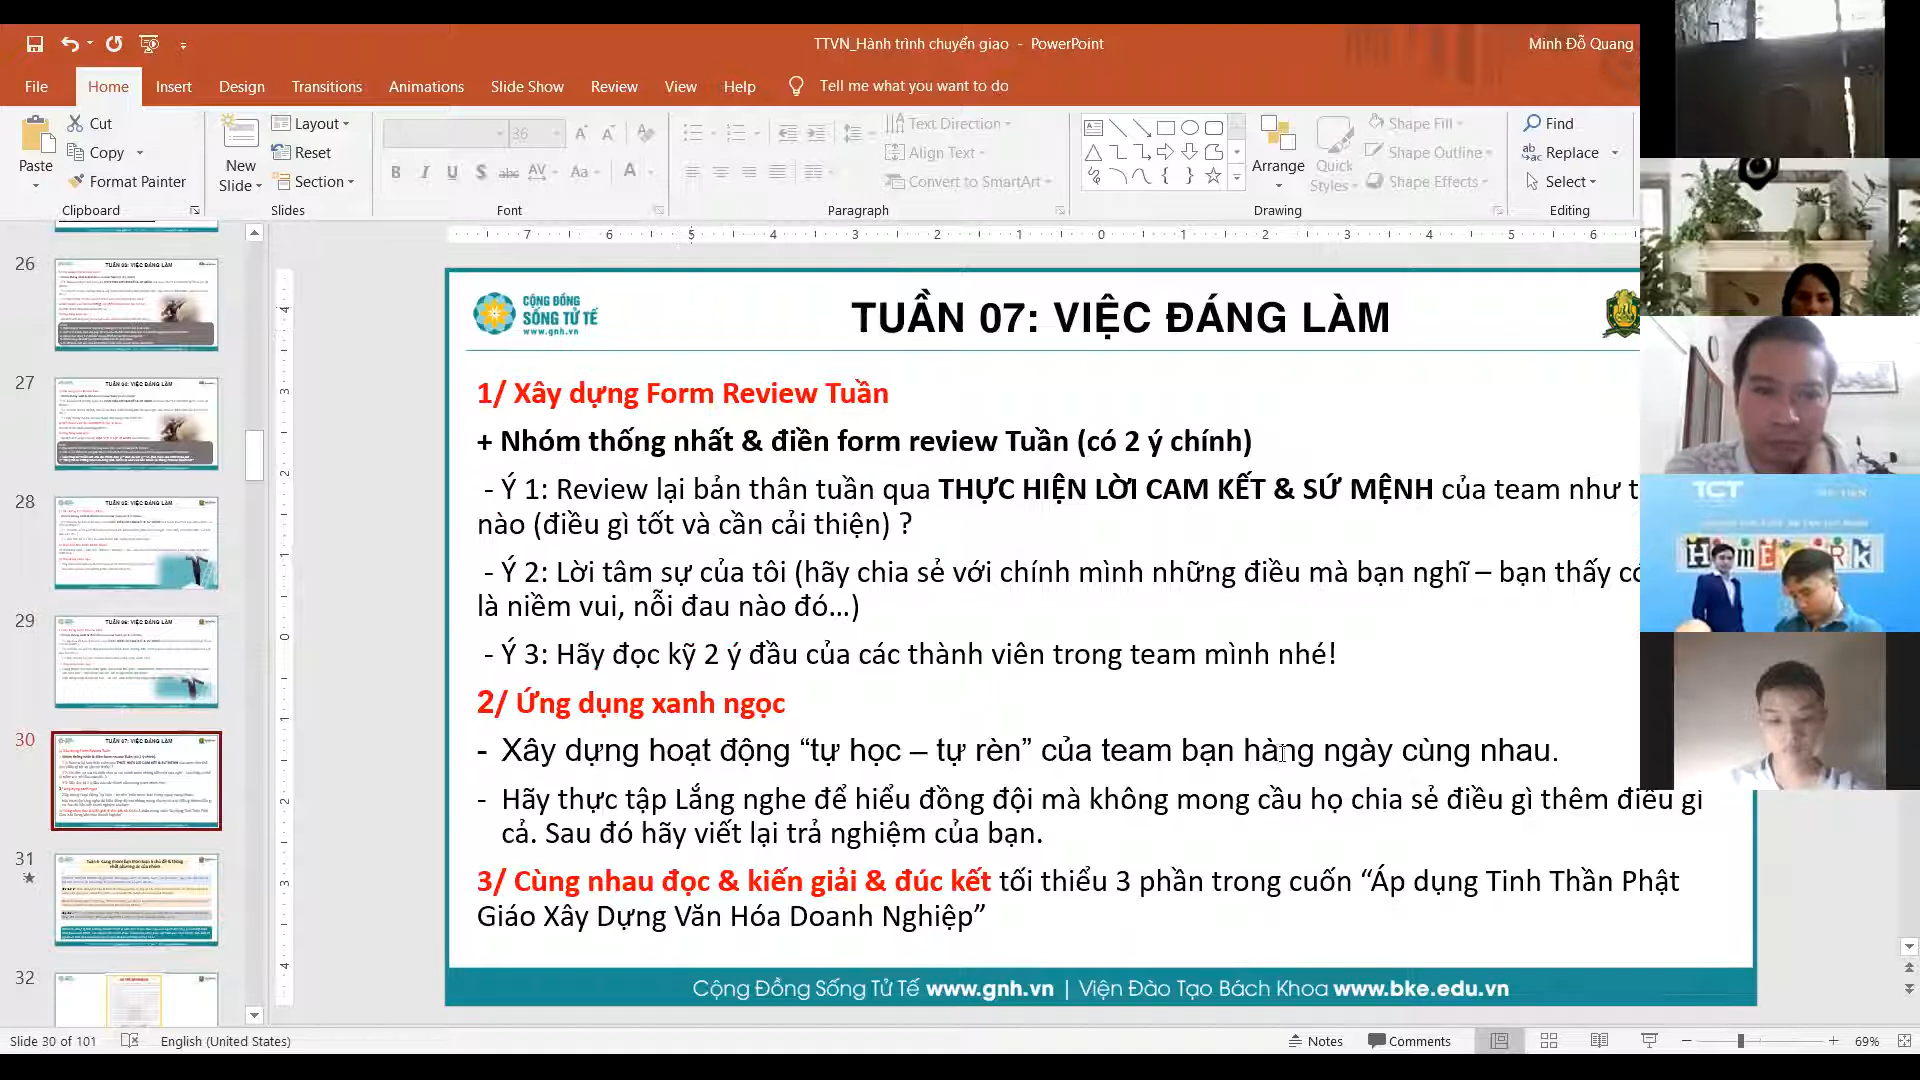 TTVN_Hành trình chuyển giao - PowerPoint
Minh Đỗ Quang
File
Home
Insert
Design
Transitions
Animations
Slide Show
Review
View
Help
Tell me what you want to do
Paste
Cut
Copy
Format Painter
Clipboard
New Slide
Layout
Reset
Section
Slides
36
Font
Text Direction
Align Text
Convert to SmartArt
Paragraph
Arrange
Quick Styles
Shape Fill
Shape Outline
Shape Effects
Drawing
Find
Replace
Select
Editing
26
27
28
29
30
31
32
CỘNG ĐỒNG
SỐNG TỬ TẾ
www.gnh.vn
TUẦN 07: VIỆC ĐÁNG LÀM
1/ Xây dựng Form Review Tuần
+ Nhóm thống nhất & điền form review Tuần (có 2 ý chính)
- Ý 1: Review lại bản thân tuần qua THỰC HIỆN LỜI CAM KẾT & SỨ MỆNH của team như
nào (điều gì tốt và cần cải thiện) ?
- Ý 2: Lời tâm sự của tôi (hãy chia sẻ với chính mình những điều mà bạn nghĩ – bạn thấy
là niềm vui, nỗi đau nào đó...)
- Ý 3: Hãy đọc kỹ 2 ý đầu của các thành viên trong team mình nhé!
2/ Ứng dụng xanh ngọc
- Xây dựng hoạt động “tự học – tự rèn” của team bạn hàng ngày cùng nhau.
- Hãy thực tập Lắng nghe để hiểu đồng đội mà không mong cầu họ chia sẻ điều gì thêm điều gì
cả. Sau đó hãy viết lại trả nghiệm của bạn.
3/ Cùng nhau đọc & kiến giải & đúc kết tối thiểu 3 phần trong cuốn “Áp dụng Tinh Thần Phật
Giáo Xây Dựng Văn Hóa Doanh Nghiệp”
Cộng Đồng Sống Tử Tế www.gnh.vn | Viện Đào Tạo Bách Khoa www.bke.edu.vn
TCT
HOMEWORK
Slide 30 of 101
English (United States)
Notes
Comments
69%